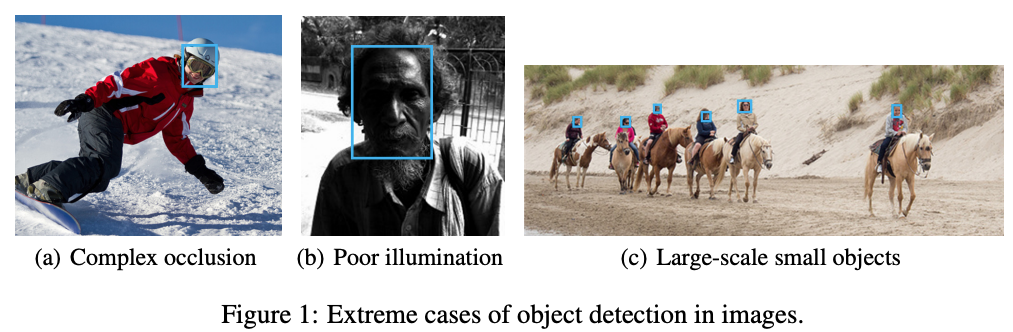 (a) Complex occlusion
(b) Poor illumination
(c) Large-scale small objects
Figure 1: Extreme cases of object detection in images.